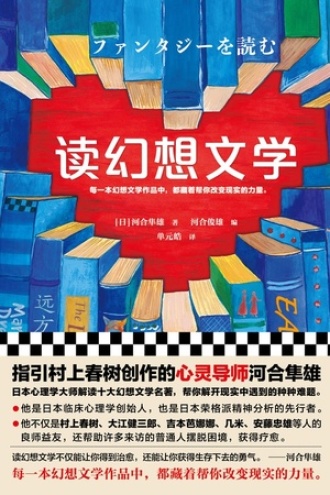 ファンタジーを読む
读幻想文学
每一本幻想文学作品中，都藏着帮你改变现实的力量。
[日]河合隼雄 著 河合俊雄 编
单元皓 译
远方
指引村上春树创作的心灵导师河合隼雄
日本心理学大师解读十大幻想文学名著，帮你解开现实中遇到的种种难题。
●他是日本临床心理学创始人，也是日本荣格派精神分析的先行者。
●他不仅是村上春树、大江健三郎、吉本芭娜娜、几米、安藤忠雄等人的
良师益友，还帮助许多来访的普通人摆脱困境，获得疗愈。
读幻想文学不仅能让你得到治愈，还能让你获得生存下去的勇气。——河合隼雄
每一本幻想文学作品中，都藏着帮你改变现实的力量。